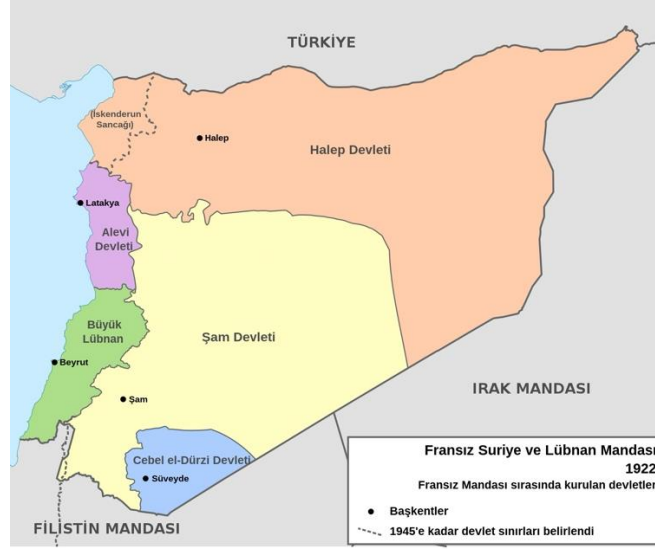 TÜRKİYE
(İskenderun
Sancağı)
Halep
Halep Devleti
Latakya
Alevi
Devleti
Büyük
Lübnan
Şam Devleti
Beyrut
IRAK MANDASI
Şam
Cebel el-Dürzi Devleti
Süveyde
FİLİSTİN MANDASI
Fransız Suriye ve Lübnan Mandası
1922
Fransız Mandası sırasında kurulan devletler
Başkentler
1945'e kadar devlet sınırları belirlendi